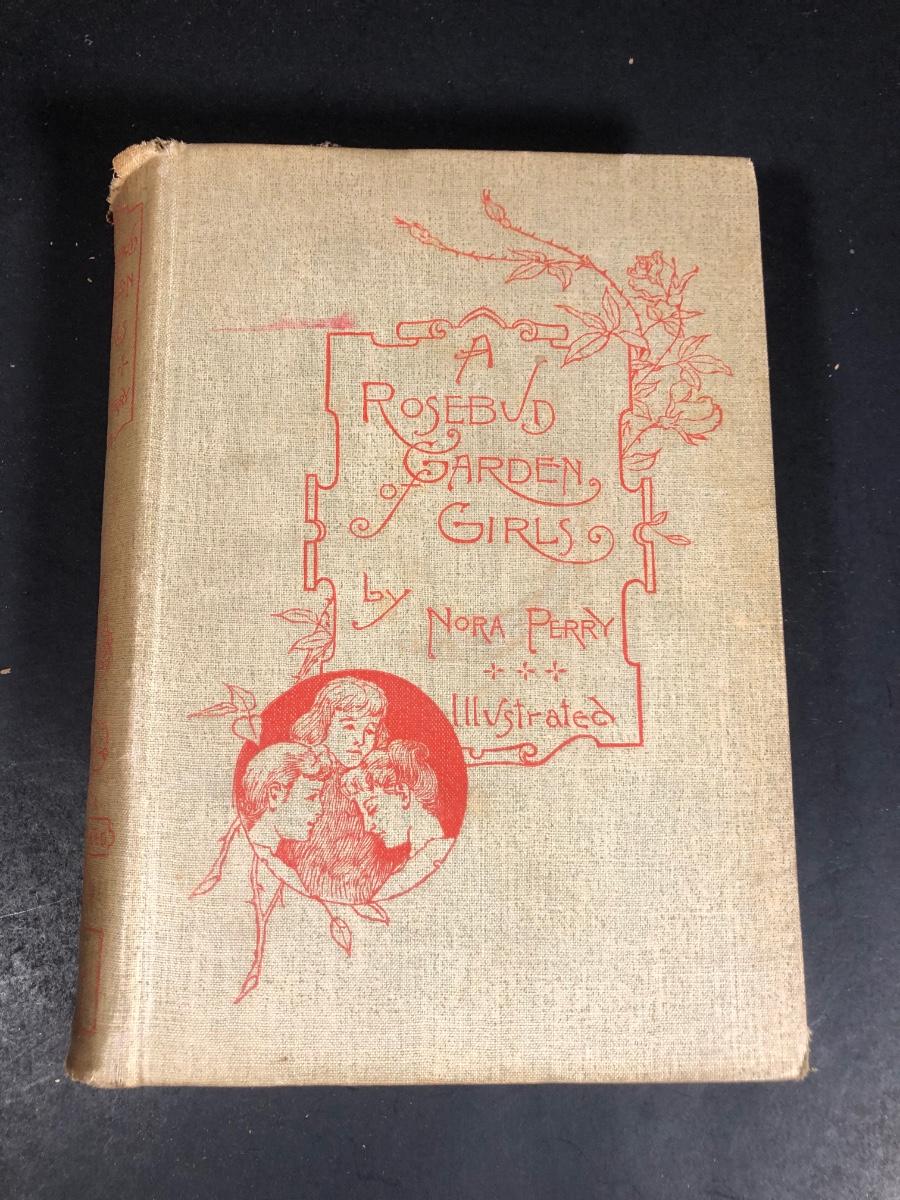 A
ROSEBUD
GARDEN
OF
GIRLS
by
NORA PERRY
Illustrated